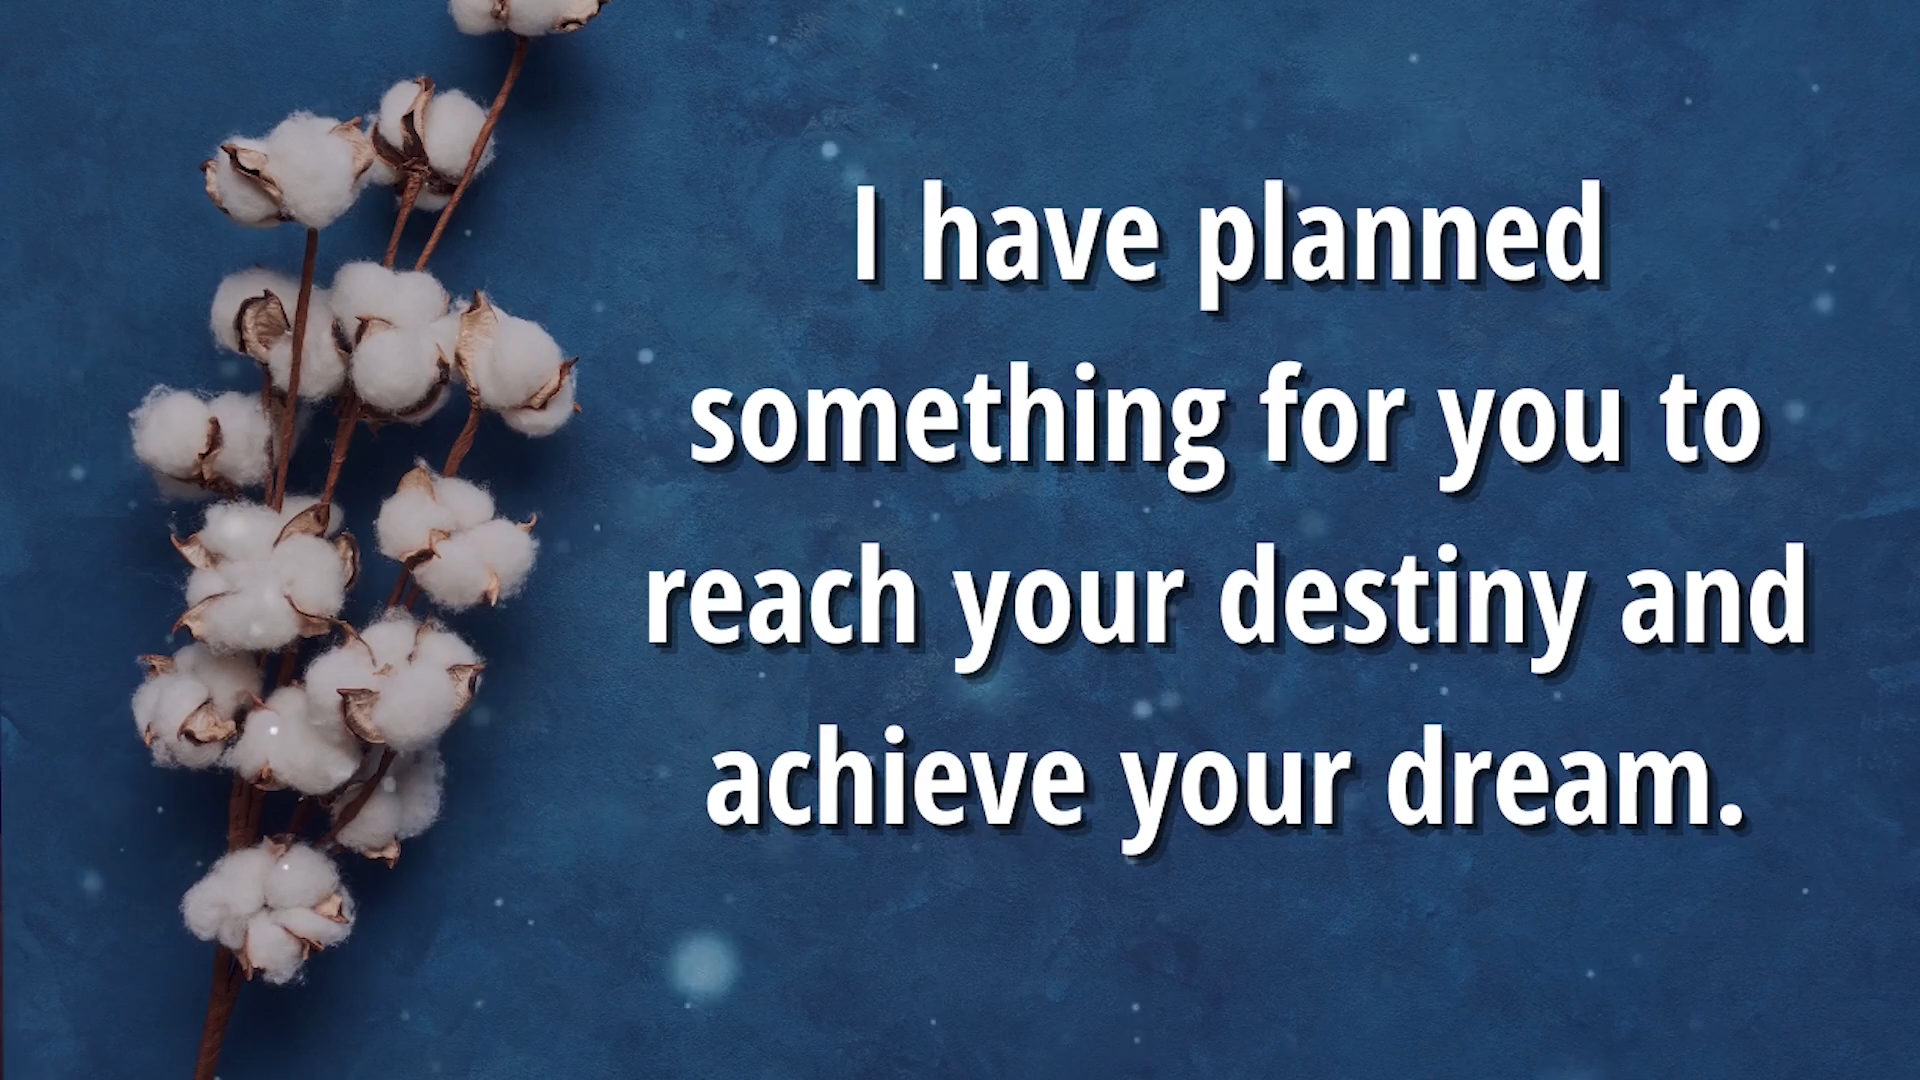 I have planned
something for you to
reach your destiny and
achieve your dream.